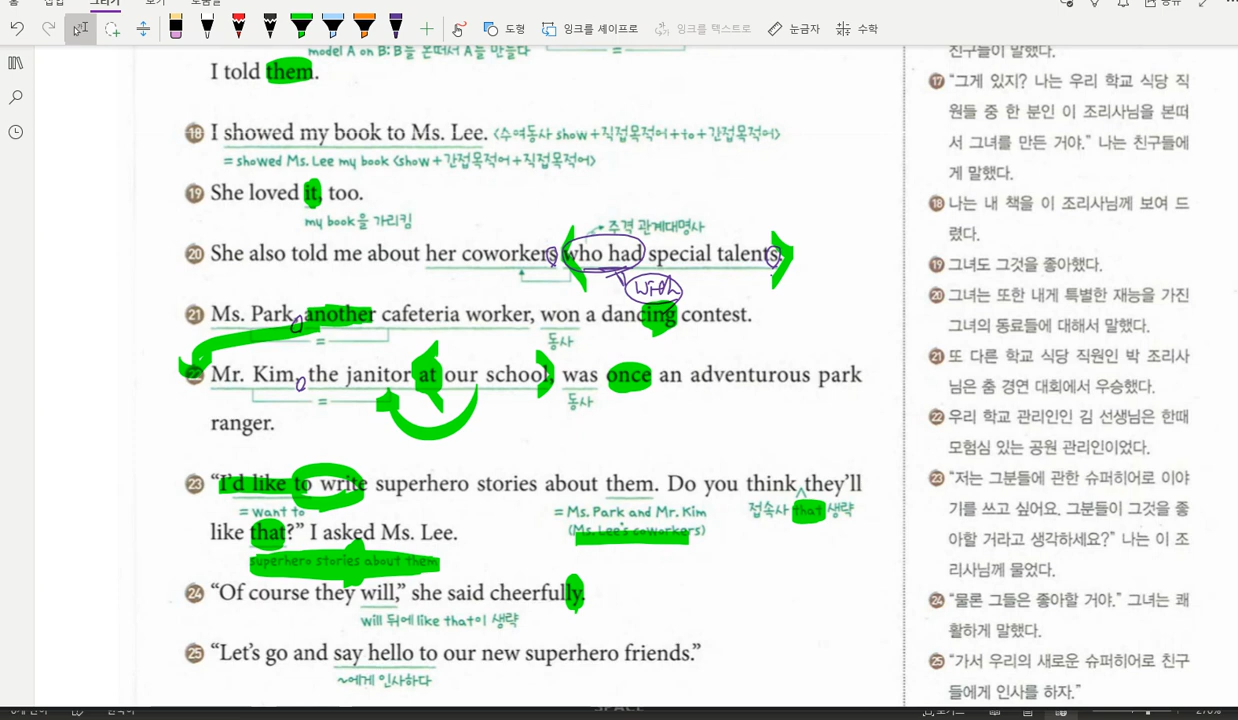 그리기
도형
잉크를 셰이프로
잉크를 텍스트로
눈금자
수학
model A on B: B를 본떠서 A를 만들다
=
I told them.
18 I showed my book to Ms. Lee. <수여동사 show+직접목적어+to+간접목적어>
= showed Ms. Lee my book <show+간접목적어+직접목적어>
19 She loved it, too.
my book을 가리킴
주격 관계대명사
20 She also told me about her coworkers who had special talents.
with
21 Ms. Park, another cafeteria worker, won a dancing contest.
=
동사
22 Mr. Kim, the janitor at our school, was once an adventurous park
=
동사
ranger.
23 “I’d like to write superhero stories about them. Do you think they’ll
= want to
= Ms. Park and Mr. Kim
접속사 that 생략
(Ms. Lee's coworkers)
like that?” I asked Ms. Lee.
superhero stories about them
24 “Of course they will,” she said cheerfully.
will 뒤에 like that이 생략
25 “Let’s go and say hello to our new superhero friends.”
~에게 인사하다
친구들이 말했다.
17 “그게 있지? 나는 우리 학교 식당 직
원들 중 한 분인 이 조리사님을 본떠
서 그녀를 만든 거야.” 나는 친구들에
게 말했다.
18 나는 내 책을 이 조리사님께 보여 드
렸다.
19 그녀도 그것을 좋아했다.
20 그녀는 또한 내게 특별한 재능을 가진
그녀의 동료들에 대해서 말했다.
21 또 다른 학교 식당 직원인 박 조리사
님은 춤 경연 대회에서 우승했다.
22 우리 학교 관리인인 김 선생님은 한때
모험심 있는 공원 관리인이었다.
23 “저는 그분들에 관한 슈퍼히어로 이야
기를 쓰고 싶어요. 그분들이 그것을 좋
아할 거라고 생각하세요?” 나는 이 조
리사님께 물었다.
24 “물론 그들은 좋아할 거야.” 그녀는 쾌
활하게 말했다.
25 “가서 우리의 새로운 슈퍼히어로 친구
들에게 인사를 하자.”